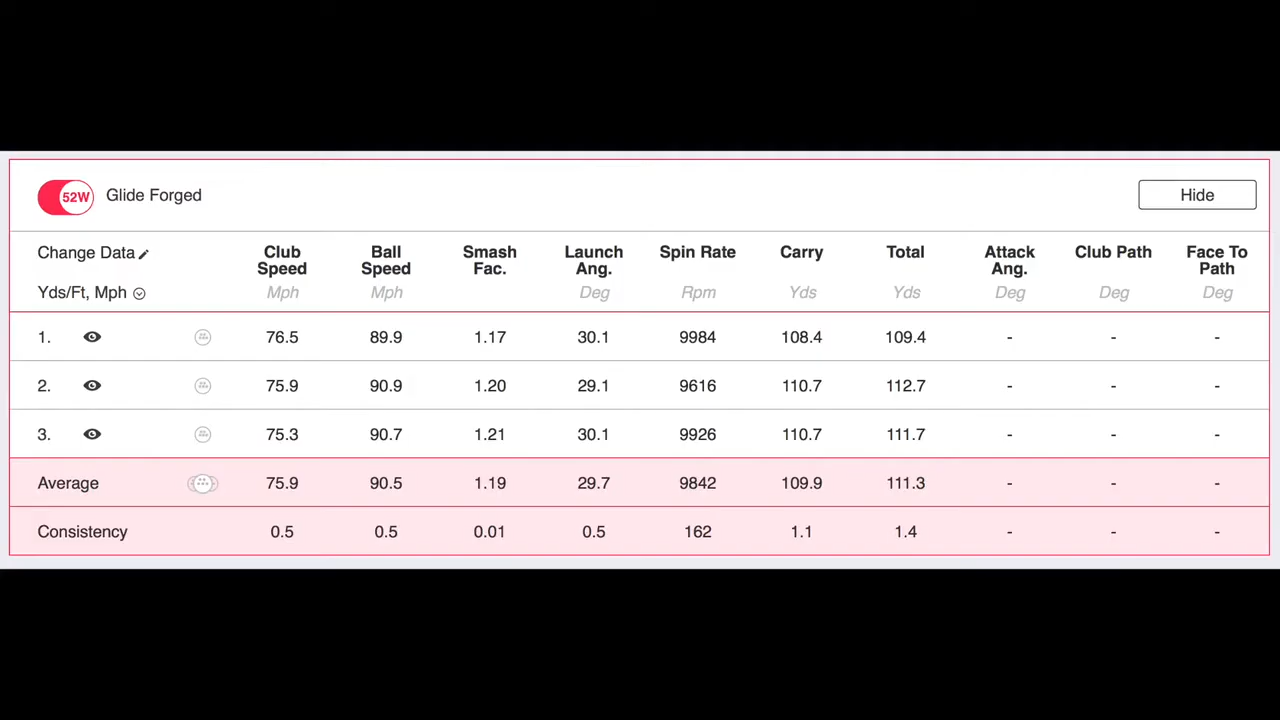 52W Glide Forged Hide
Change Data Club Speed Ball Speed Smash Fac. Launch Ang. Spin Rate Carry Total Attack Ang. Club Path Face To Path
Yds/Ft, Mph Mph Mph Deg Rpm Yds Yds Deg Deg Deg
1. 76.5 89.9 1.17 30.1 9984 108.4 109.4 - - -
2. 75.9 90.9 1.20 29.1 9616 110.7 112.7 - - -
3. 75.3 90.7 1.21 30.1 9926 110.7 111.7 - - -
Average 75.9 90.5 1.19 29.7 9842 109.9 111.3 - - -
Consistency 0.5 0.5 0.01 0.5 162 1.1 1.4 - - -